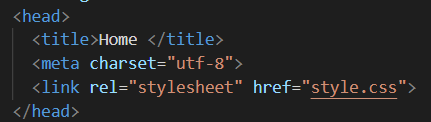 <head>
<title>Home </title>
<meta charset="utf-8">
<link rel="stylesheet" href="style.css">
</head>